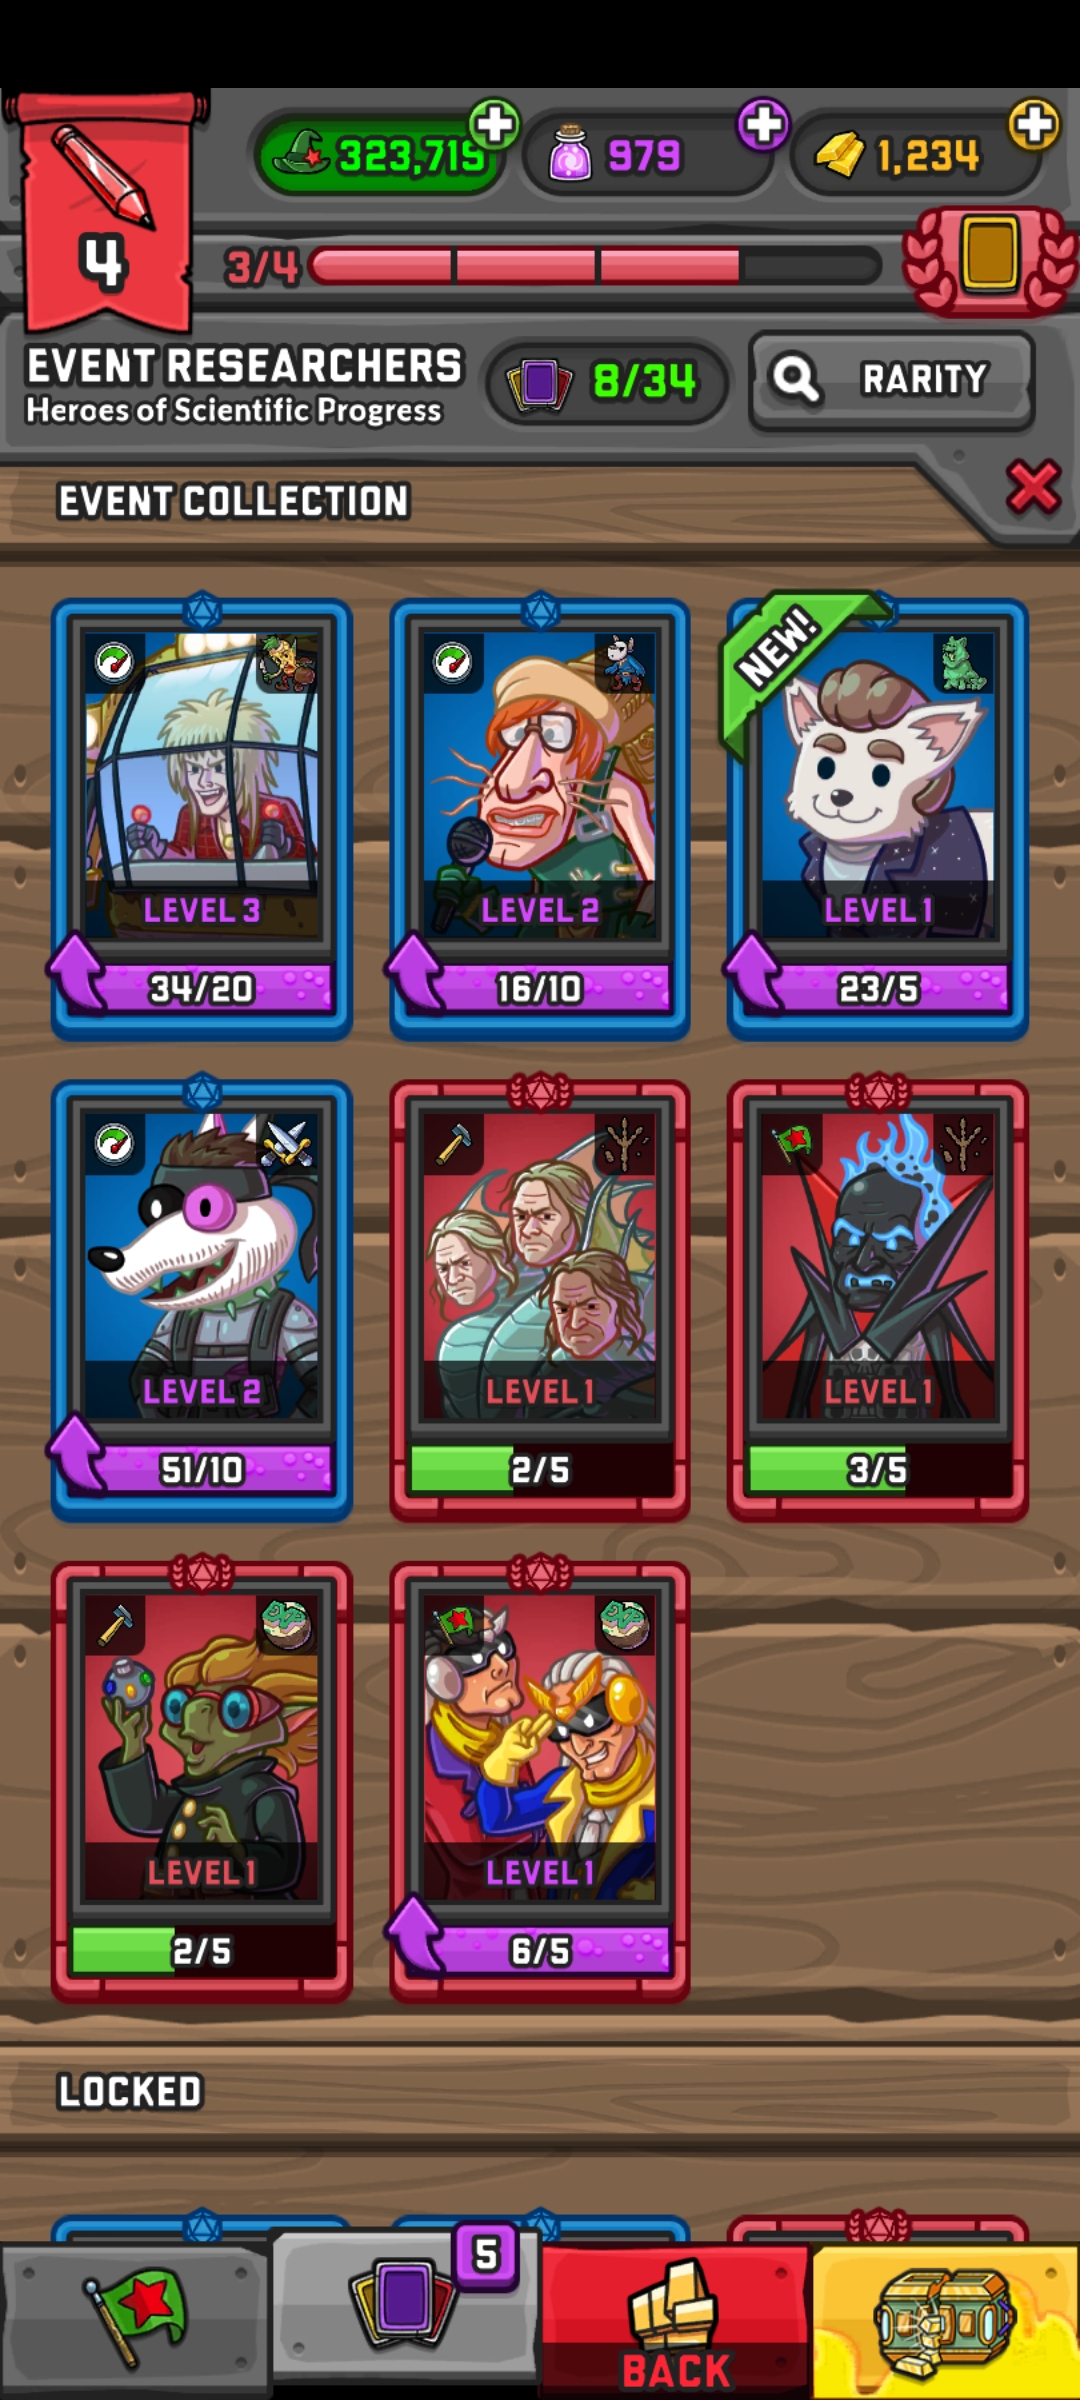 323,719
979
1,234
4
3/4
EVENT RESEARCHERS
Heroes of Scientific Progress
8/34
RARITY
EVENT COLLECTION
NEW!
LEVEL 3
LEVEL 2
LEVEL 1
34/20
16/10
23/5
LEVEL 2
LEVEL 1
LEVEL 1
51/10
2/5
3/5
EXP
EXP
LEVEL 1
LEVEL 1
2/5
6/5
LOCKED
5
BACK